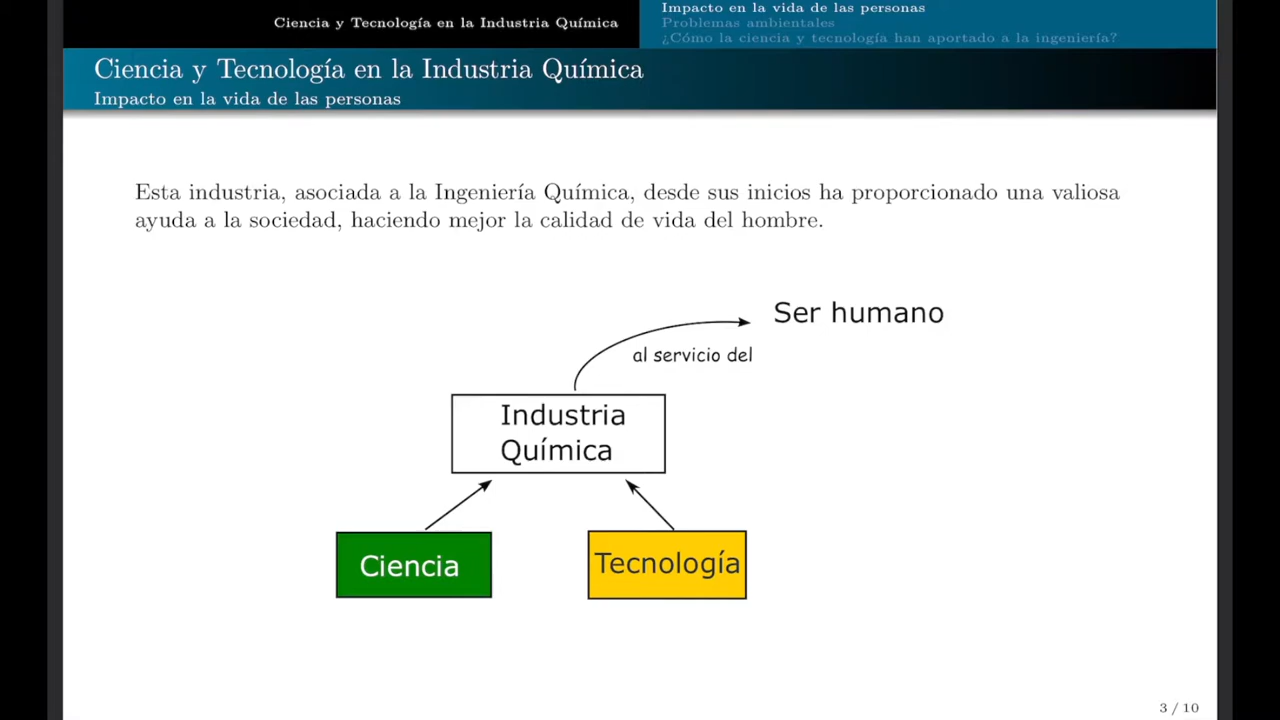 Ciencia y Tecnología en la Industria Química
Impacto en la vida de las personas
Problemas ambientales
¿Cómo la ciencia y tecnología han aportado a la ingeniería?
Ciencia y Tecnología en la Industria Química
Impacto en la vida de las personas
Esta industria, asociada a la Ingeniería Química, desde sus inicios ha proporcionado una valiosa
ayuda a la sociedad, haciendo mejor la calidad de vida del hombre.
Ser humano
al servicio del
Industria
Química
Ciencia
Tecnología
3 / 10